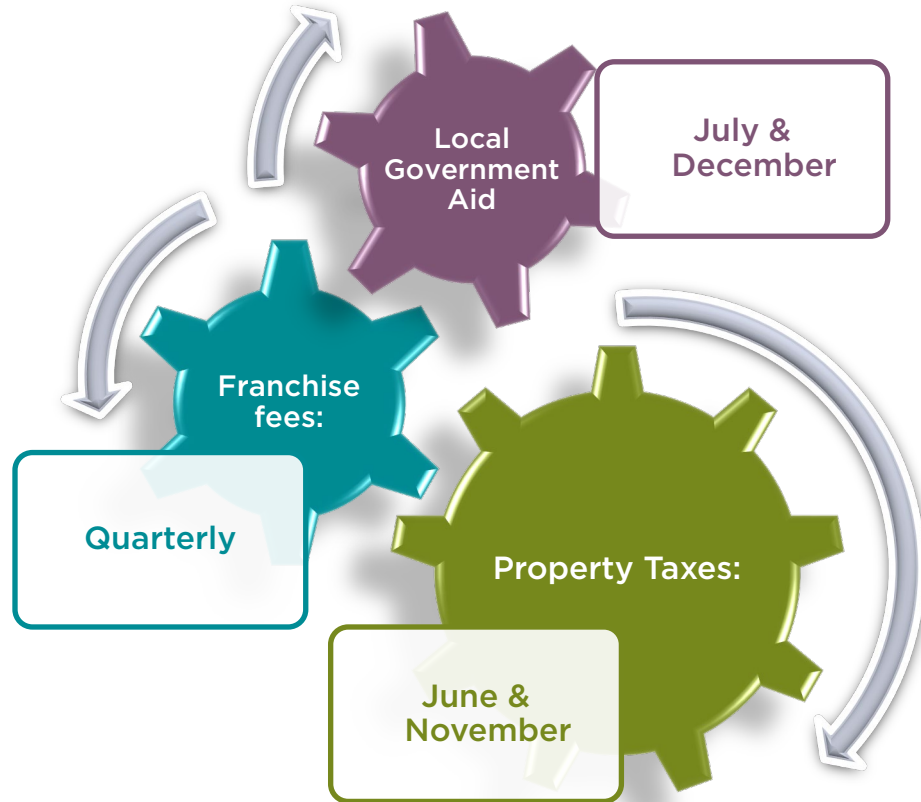 Local
Government
Aid
July &
December
Franchise
fees:
Quarterly
Property Taxes:
June &
November